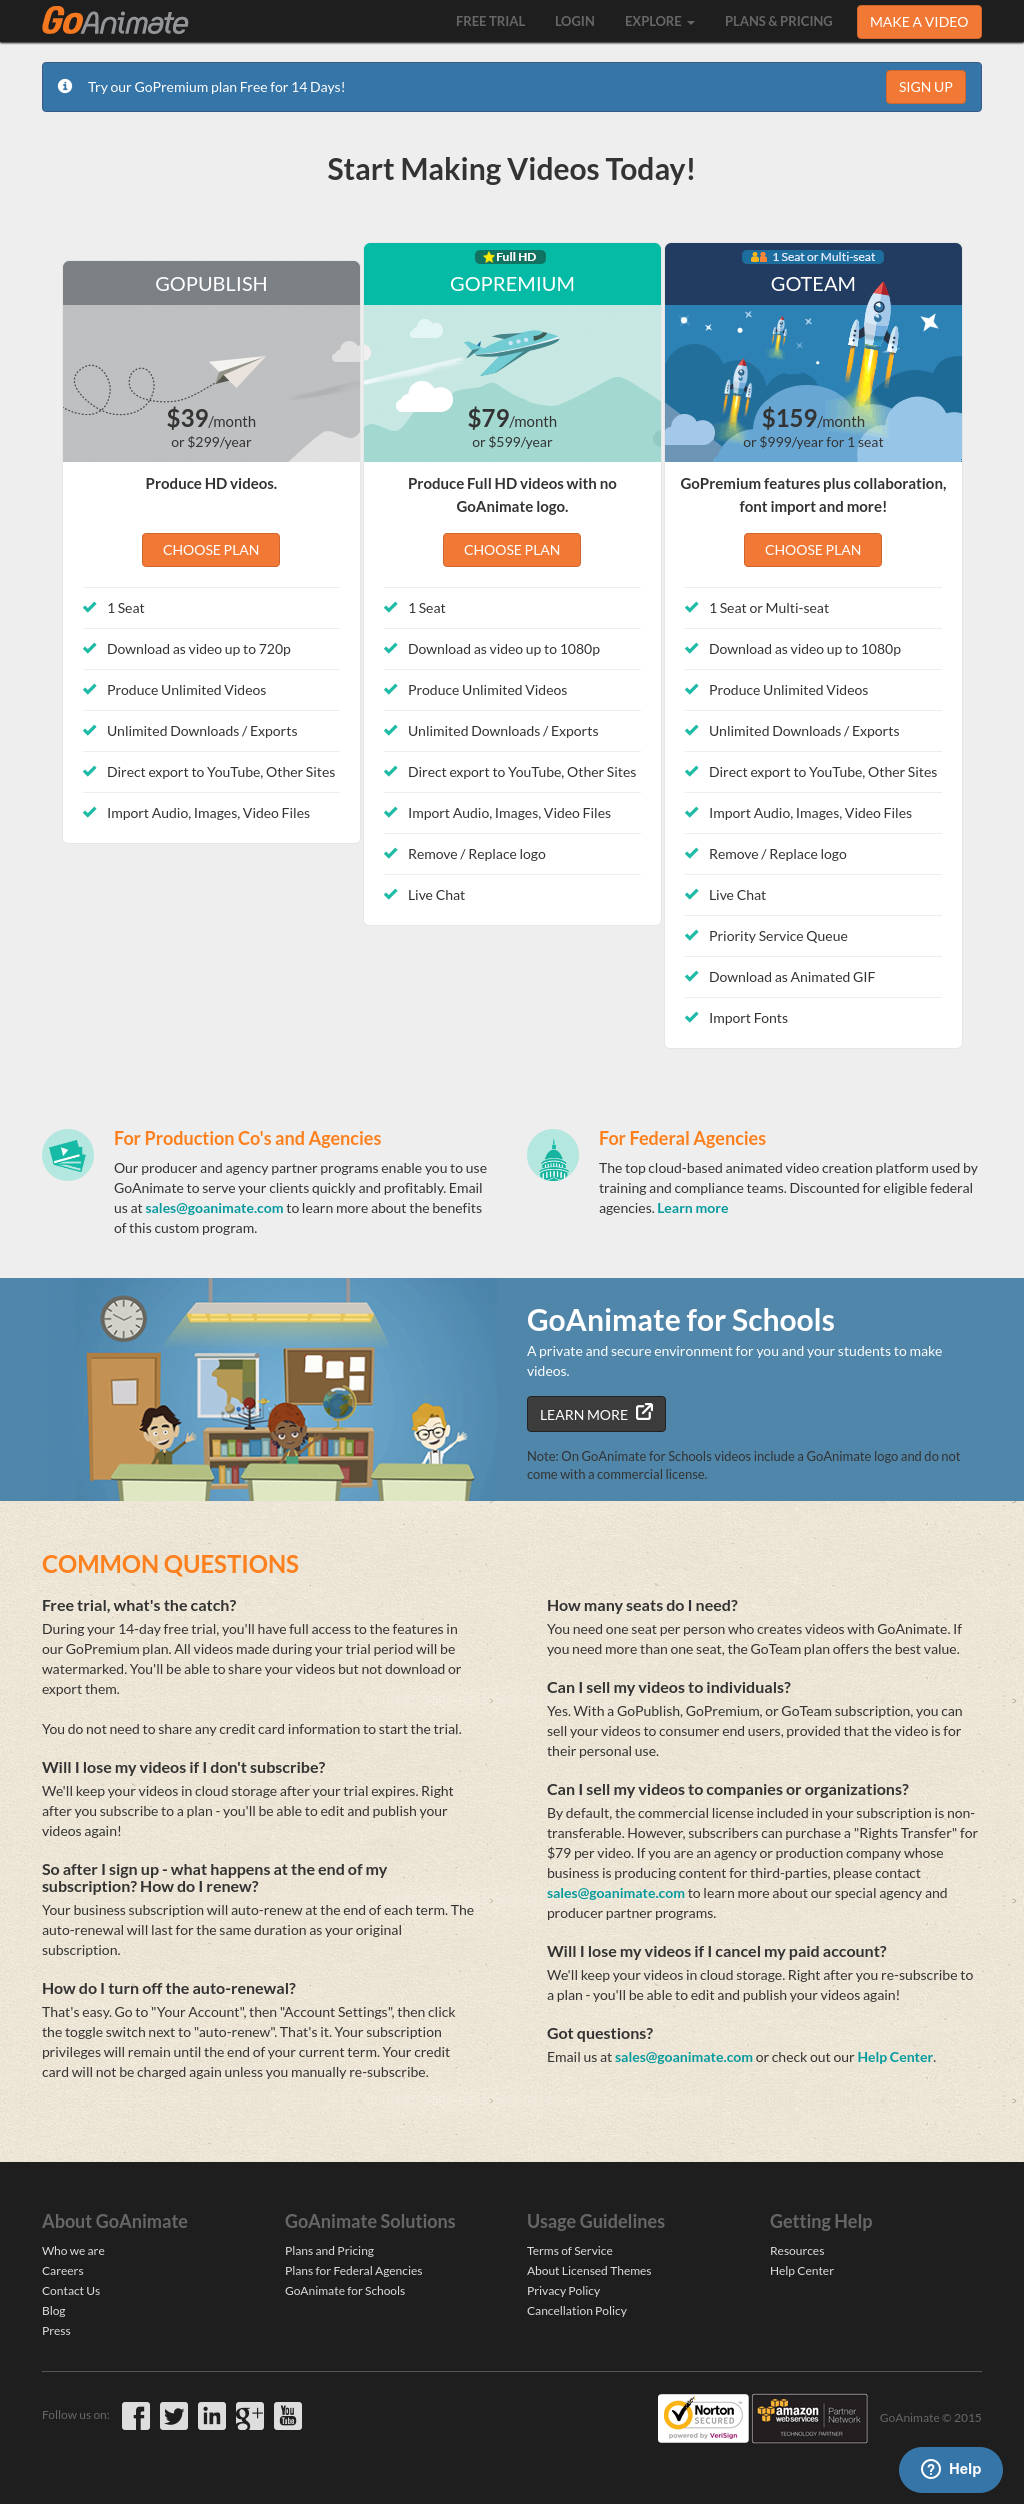 GoAnimate
FREE TRIAL
LOGIN
EXPLORE
PLANS & PRICING
MAKE A VIDEO
Try our GoPremium plan Free for 14 Days!
SIGN UP
Start Making Videos Today!
GOPUBLISH
$39/month
or $299/year
Produce HD videos.
CHOOSE PLAN
1 Seat
Download as video up to 720p
Produce Unlimited Videos
Unlimited Downloads / Exports
Direct export to YouTube, Other Sites
Import Audio, Images, Video Files
Full HD
GOPREMIUM
$79/month
or $599/year
Produce Full HD videos with no
GoAnimate logo.
CHOOSE PLAN
1 Seat
Download as video up to 1080p
Produce Unlimited Videos
Unlimited Downloads / Exports
Direct export to YouTube, Other Sites
Import Audio, Images, Video Files
Remove / Replace logo
Live Chat
1 Seat or Multi-seat
GOTEAM
$159/month
or $999/year for 1 seat
GoPremium features plus collaboration,
font import and more!
CHOOSE PLAN
1 Seat or Multi-seat
Download as video up to 1080p
Produce Unlimited Videos
Unlimited Downloads / Exports
Direct export to YouTube, Other Sites
Import Audio, Images, Video Files
Remove / Replace logo
Live Chat
Priority Service Queue
Download as Animated GIF
Import Fonts
For Production Co's and Agencies
Our producer and agency partner programs enable you to use
GoAnimate to serve your clients quickly and profitably. Email
us at sales@goanimate.com to learn more about the benefits
of this custom program.
For Federal Agencies
The top cloud-based animated video creation platform used by
training and compliance teams. Discounted for eligible federal
agencies. Learn more
GoAnimate for Schools
A private and secure environment for you and your students to make
videos.
LEARN MORE
Note: On GoAnimate for Schools videos include a GoAnimate logo and do not
come with a commercial license.
COMMON QUESTIONS
Free trial, what's the catch?
During your 14-day free trial, you'll have full access to the features in
our GoPremium plan. All videos made during your trial period will be
watermarked. You'll be able to share your videos but not download or
export them.
You do not need to share any credit card information to start the trial.
Will I lose my videos if I don't subscribe?
We'll keep your videos in cloud storage after your trial expires. Right
after you subscribe to a plan - you'll be able to edit and publish your
videos again!
So after I sign up - what happens at the end of my
subscription? How do I renew?
Your business subscription will auto-renew at the end of each term. The
auto-renewal will last for the same duration as your original
subscription.
How do I turn off the auto-renewal?
That's easy. Go to "Your Account", then "Account Settings", then click
the toggle switch next to "auto-renew". That's it. Your subscription
privileges will remain until the end of your current term. Your credit
card will not be charged again unless you manually re-subscribe.
How many seats do I need?
You need one seat per person who creates videos with GoAnimate. If
you need more than one seat, the GoTeam plan offers the best value.
Can I sell my videos to individuals?
Yes. With a GoPublish, GoPremium, or GoTeam subscription, you can
sell your videos to consumer end users, provided that the video is for
their personal use.
Can I sell my videos to companies or organizations?
By default, the commercial license included in your subscription is non-
transferable. However, subscribers can purchase a "Rights Transfer" for
$79 per video. If you are an agency or production company whose
business is producing content for third-parties, please contact
sales@goanimate.com to learn more about our special agency and
producer partner programs.
Will I lose my videos if I cancel my paid account?
We'll keep your videos in cloud storage. Right after you re-subscribe to
a plan - you'll be able to edit and publish your videos again!
Got questions?
Email us at sales@goanimate.com or check out our Help Center.
About GoAnimate
Who we are
Careers
Contact Us
Blog
Press
GoAnimate Solutions
Plans and Pricing
Plans for Federal Agencies
GoAnimate for Schools
Usage Guidelines
Terms of Service
About Licensed Themes
Privacy Policy
Cancellation Policy
Getting Help
Resources
Help Center
Follow us on:
f
in
g+
You Tube
Norton
SECURED
powered by VeriSign
amazon
web services
Partner
Network
TECHNOLOGY PARTNER
GoAnimate © 2015
Help